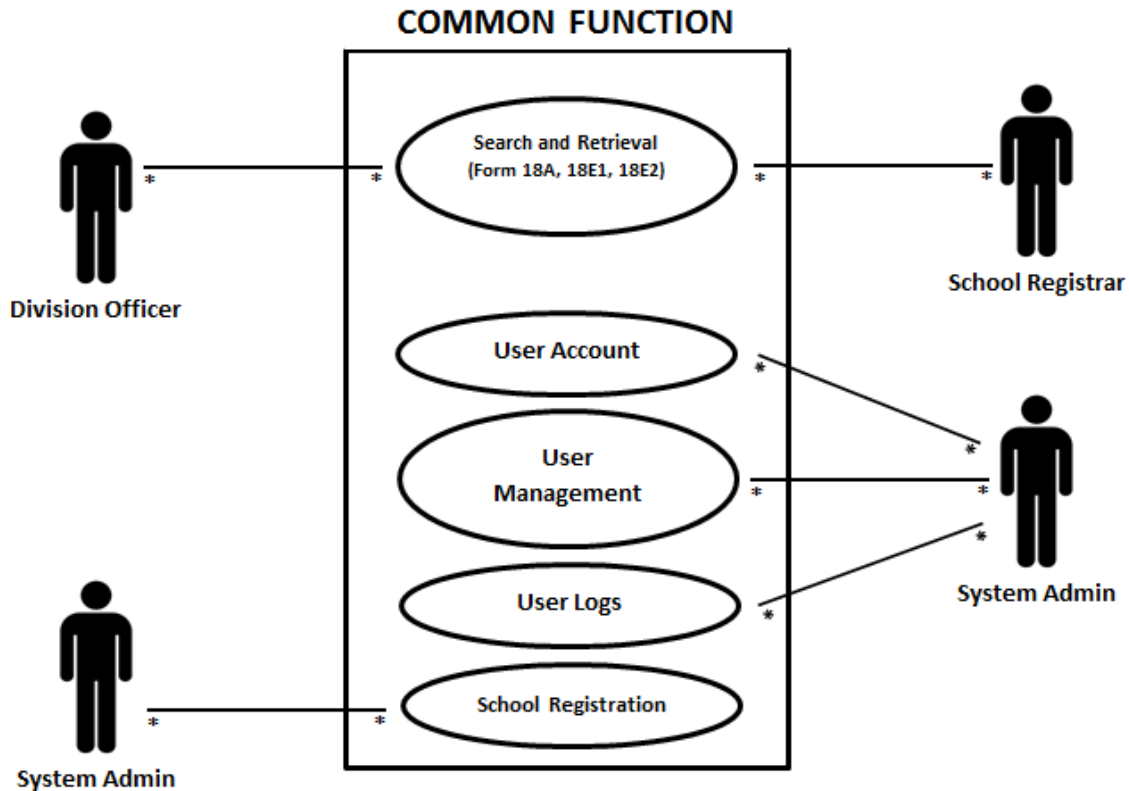 COMMON FUNCTION
Search and Retrieval
(Form 18A, 18E1, 18E2)
*
*
*
*
Division Officer
School Registrar
User Account
*
*
User
Management
*
*
*
System Admin
User Logs
*
School Registration
*
*
System Admin